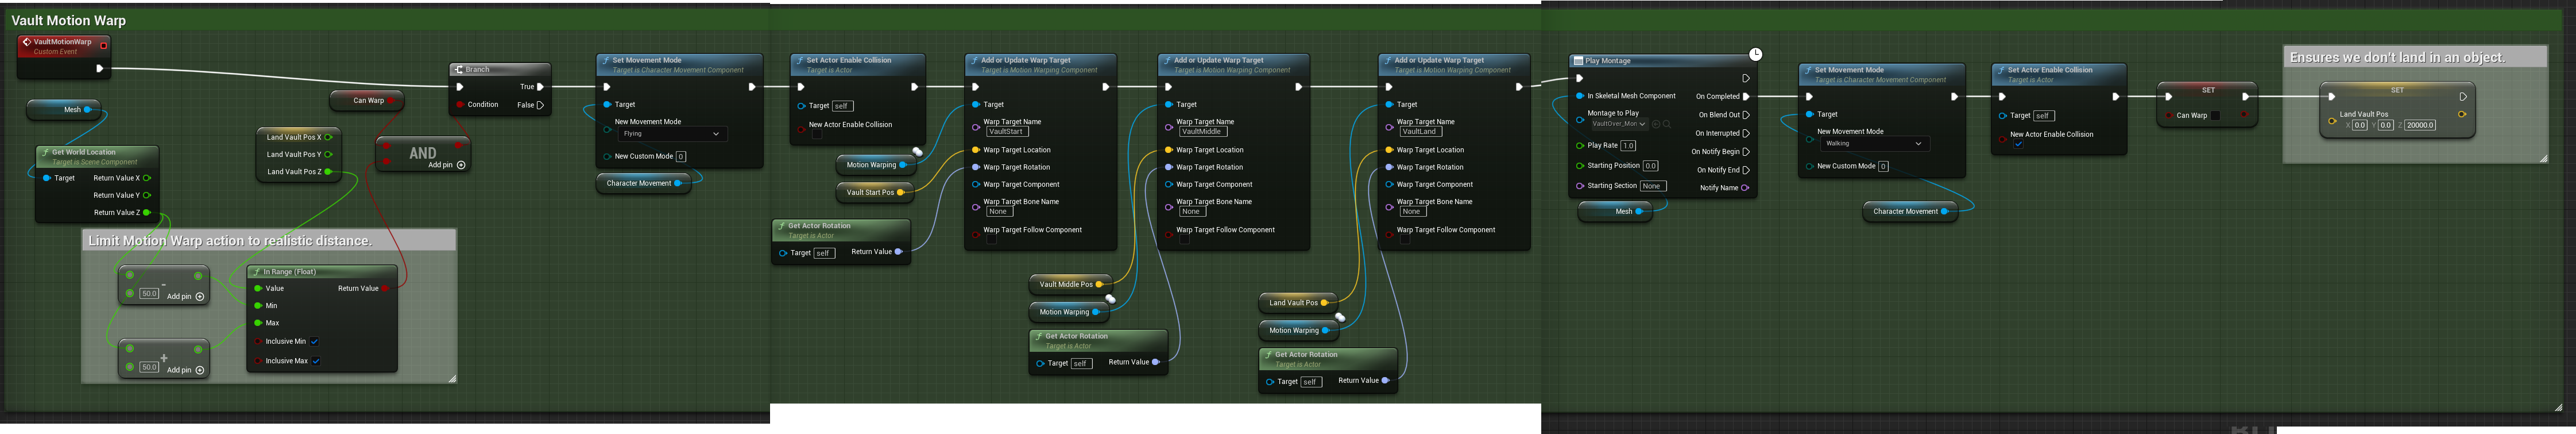 Vault Motion Warp
VaultMotionWarp
Custom Event
Mesh
Get World Location
Target is Scene Component
Target
Return Value X
Return Value Y
Return Value Z
Limit Motion Warp action to realistic distance.
-
50.0
Add pin
+
50.0
Add pin
In Range (Float)
Value
Return Value
Min
Max
Inclusive Min
Inclusive Max
Land Vault Pos X
Land Vault Pos Y
Land Vault Pos Z
Can Warp
AND
Add pin
Branch
True
Condition
False
Set Movement Mode
Target is Character Movement Component
Target
New Movement Mode
Flying
New Custom Mode 0
Character Movement
Set Actor Enable Collision
Target is Actor
Target self
New Actor Enable Collision
Motion Warping
Vault Start Pos
Get Actor Rotation
Target is Actor
Target self
Return Value
Add or Update Warp Target
Target is Motion Warping Component
Target
Warp Target Name
VaultStart
Warp Target Location
Warp Target Rotation
Warp Target Component
Warp Target Bone Name
None
Warp Target Follow Component
Vault Middle Pos
Motion Warping
Get Actor Rotation
Target is Actor
Target self
Return Value
Add or Update Warp Target
Target is Motion Warping Component
Target
Warp Target Name
VaultMiddle
Warp Target Location
Warp Target Rotation
Warp Target Component
Warp Target Bone Name
None
Warp Target Follow Component
Land Vault Pos
Motion Warping
Get Actor Rotation
Target is Actor
Target self
Return Value
Add or Update Warp Target
Target is Motion Warping Component
Target
Warp Target Name
VaultLand
Warp Target Location
Warp Target Rotation
Warp Target Component
Warp Target Bone Name
None
Warp Target Follow Component
Play Montage
In Skeletal Mesh Component
On Completed
Montage to Play
VaultOver_Mon
On Blend Out
On Interrupted
Play Rate 1.0
On Notify Begin
Starting Position 0.0
On Notify End
Starting Section None
Notify Name
Mesh
Set Movement Mode
Target is Character Movement Component
Target
New Movement Mode
Walking
New Custom Mode 0
Character Movement
Set Actor Enable Collision
Target is Actor
Target self
New Actor Enable Collision
SET
Can Warp
Ensures we don't land in an object.
SET
Land Vault Pos
X 0.0 Y 0.0 Z 20000.0